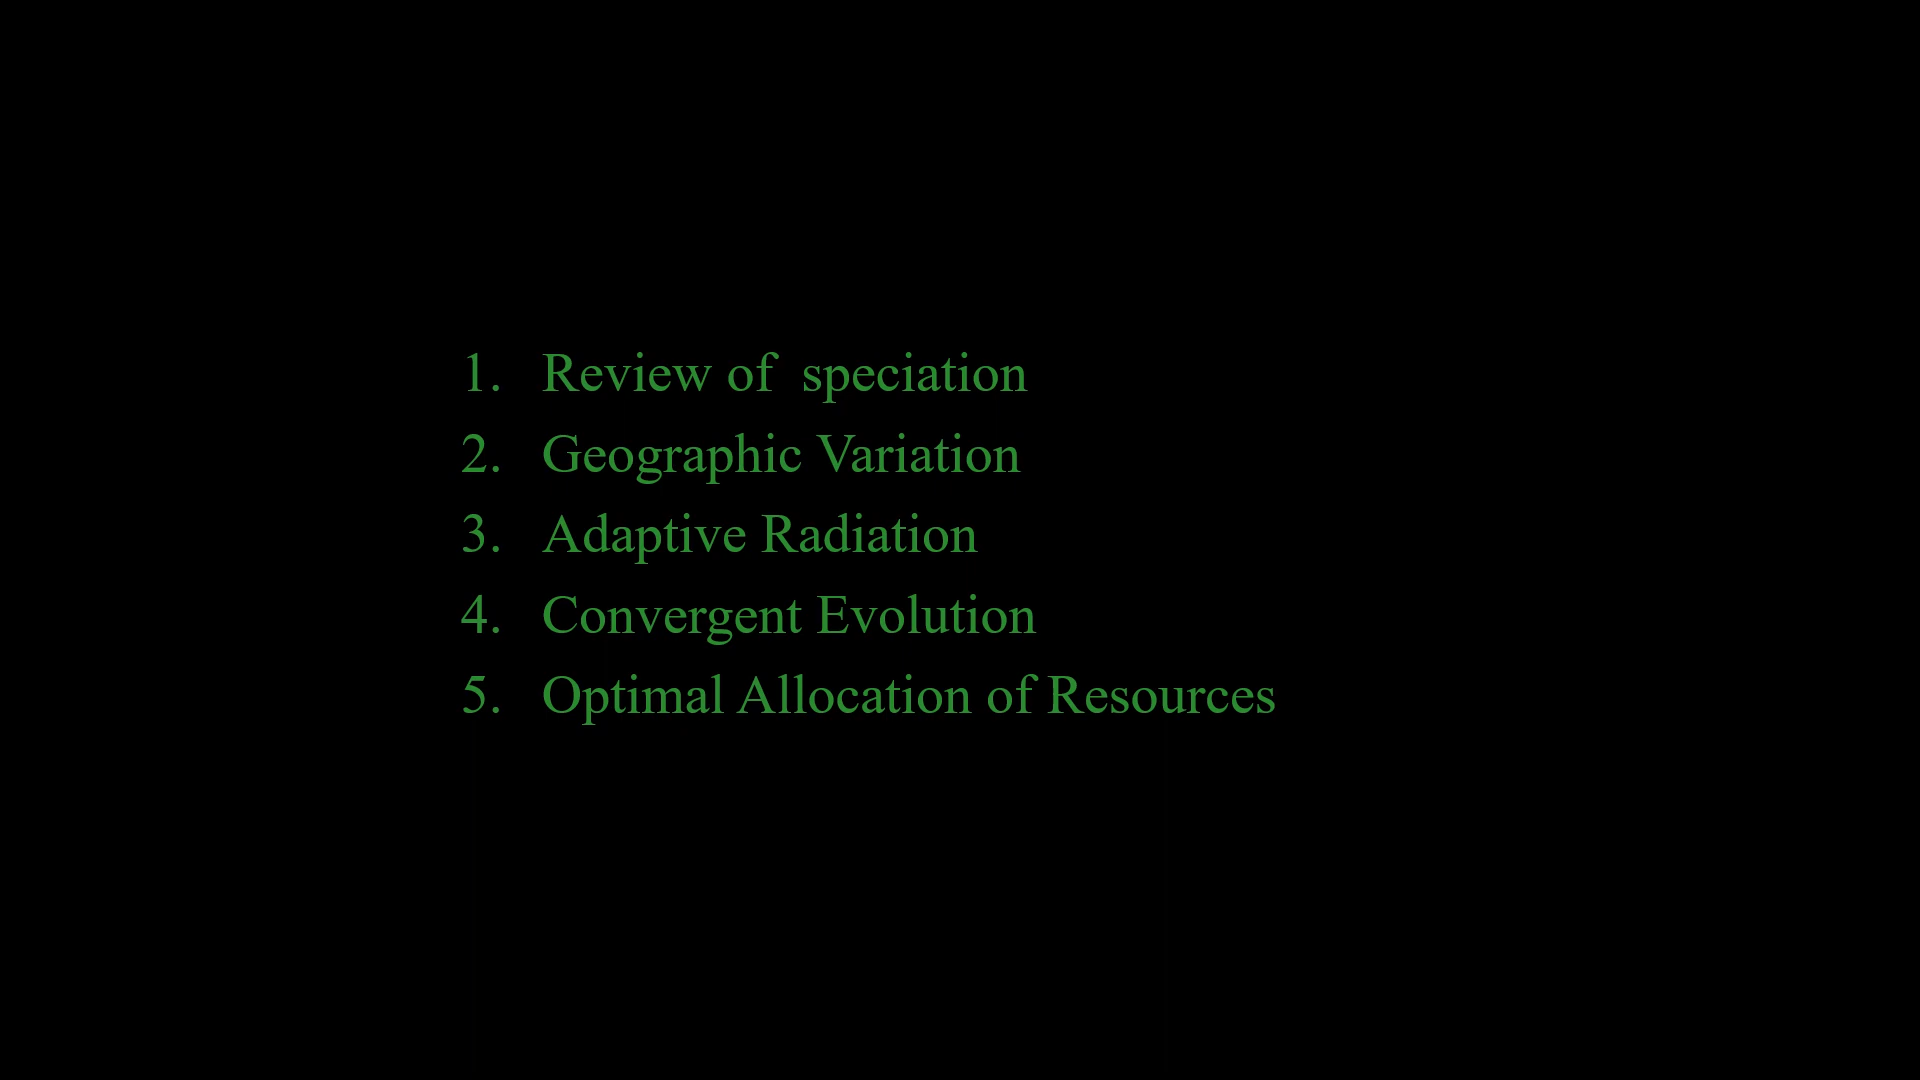 1. Review of  speciation
2. Geographic Variation
3. Adaptive Radiation
4. Convergent Evolution
5. Optimal Allocation of Resources